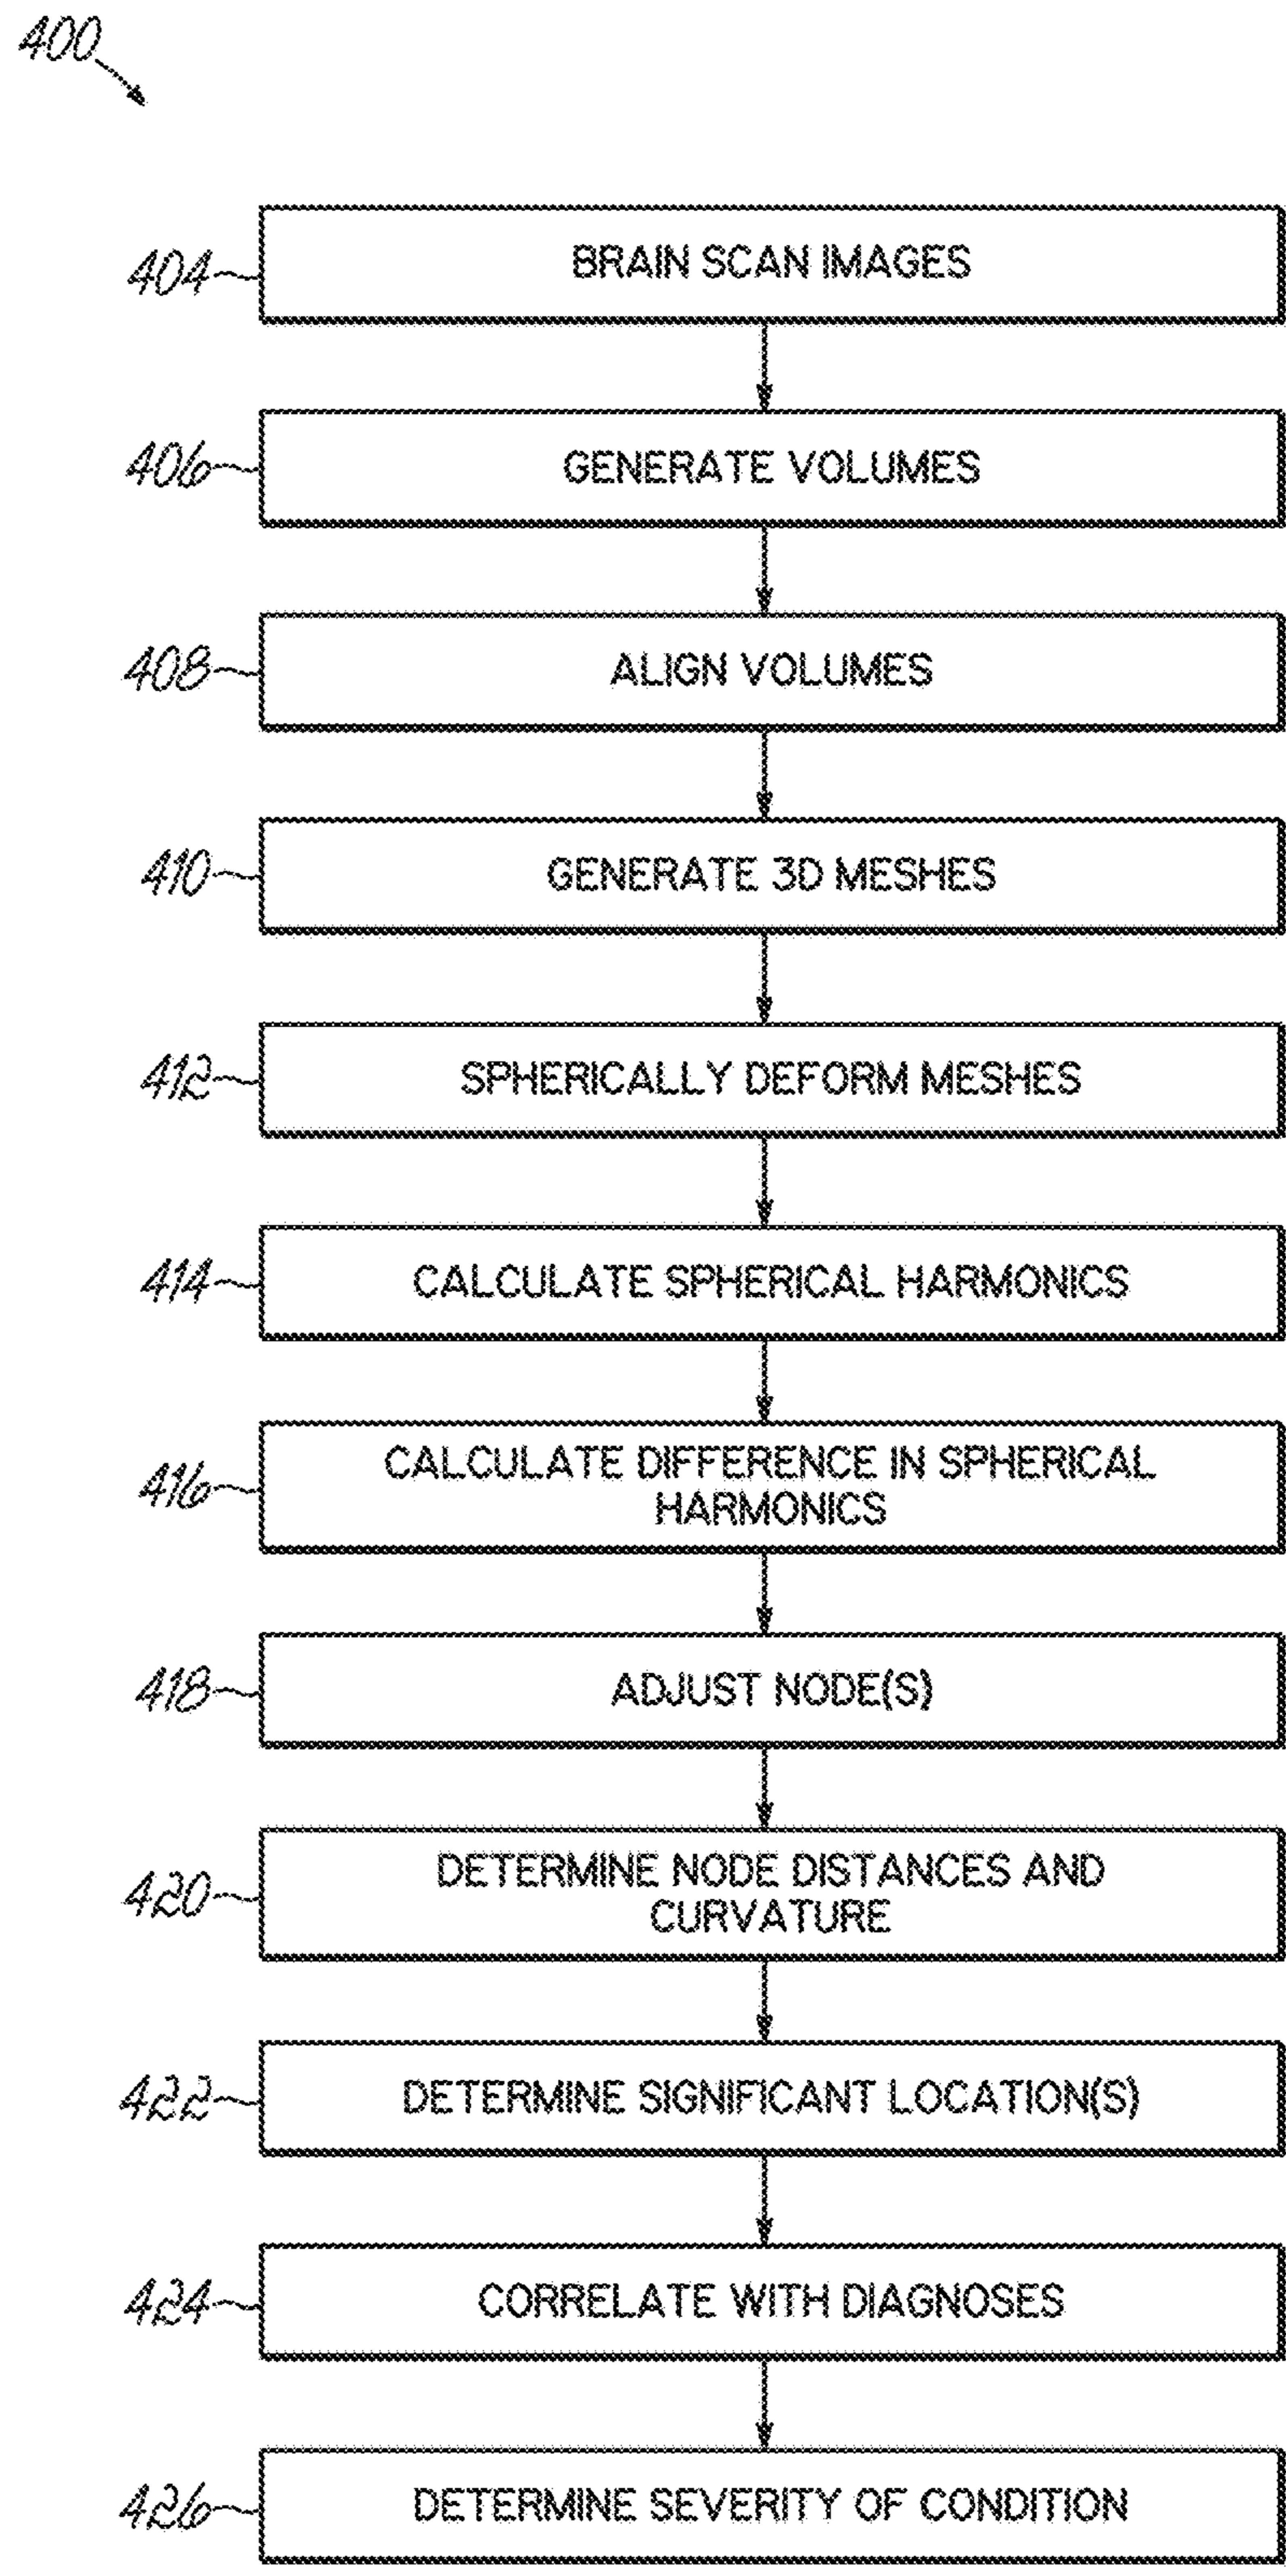 400
404
BRAIN SCAN IMAGES
406
GENERATE VOLUMES
408
ALIGN VOLUMES
410
GENERATE 3D MESHES
412
SPHERICALLY DEFORM MESHES
414
CALCULATE SPHERICAL HARMONICS
416
CALCULATE DIFFERENCE IN SPHERICAL
HARMONICS
418
ADJUST NODE(S)
420
DETERMINE NODE DISTANCES AND
CURVATURE
422
DETERMINE SIGNIFICANT LOCATION(S)
424
CORRELATE WITH DIAGNOSES
426
DETERMINE SEVERITY OF CONDITION